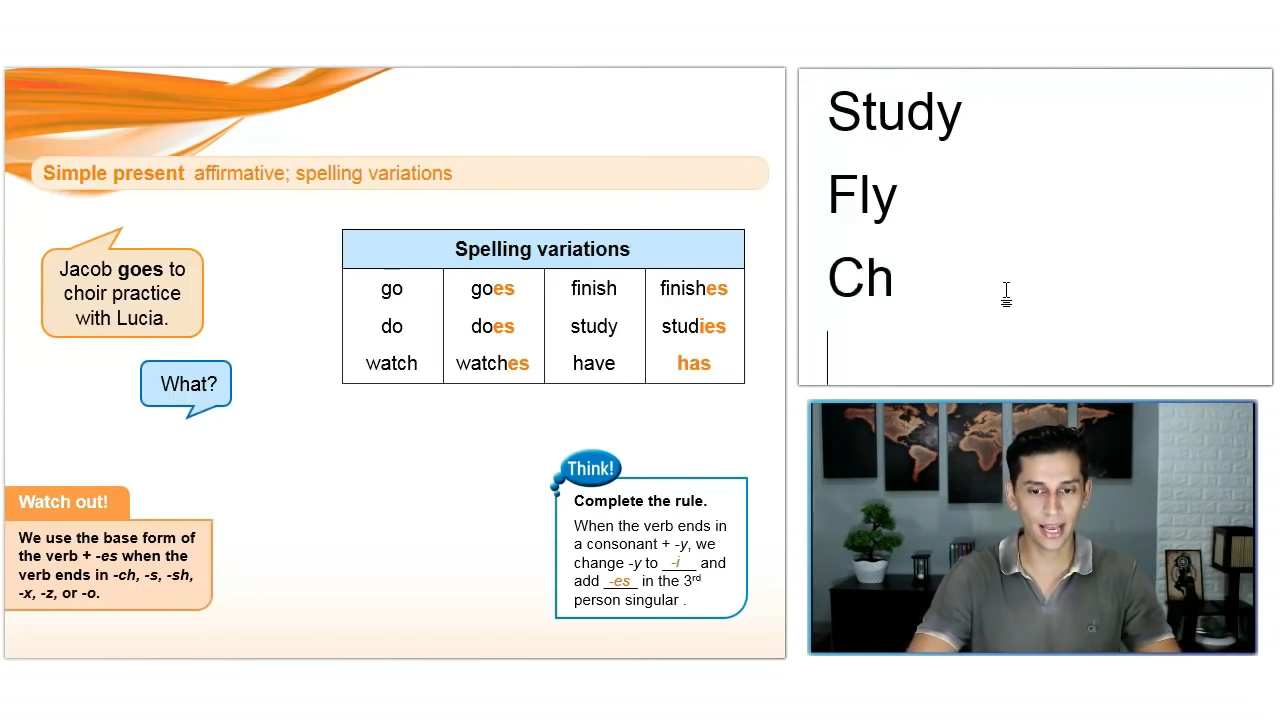 Simple present affirmative; spelling variations
Jacob goes to
choir practice
with Lucia.
What?
Spelling variations
go goes finish finishes
do does study studies
watch watches have has
Watch out!
We use the base form of
the verb + -es when the
verb ends in -ch, -s, -sh,
-x, -z, or -o.
Think!
Complete the rule.
When the verb ends in
a consonant + -y, we
change -y to -i and
add -es in the 3rd
person singular .
Study
Fly
Ch